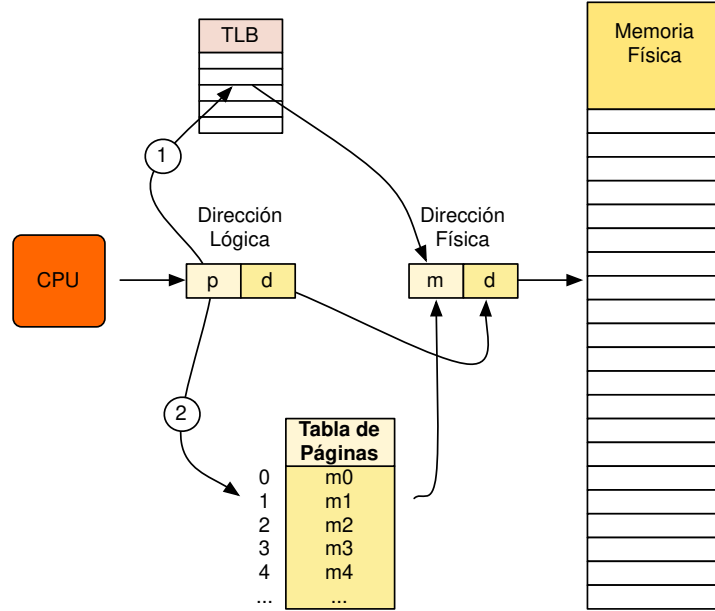 TLB
Memoria
Física
1
Dirección
Lógica
Dirección
Física
CPU
p d
m d
2
Tabla de
Páginas
0 m0
1 m1
2 m2
3 m3
4 m4
... ...